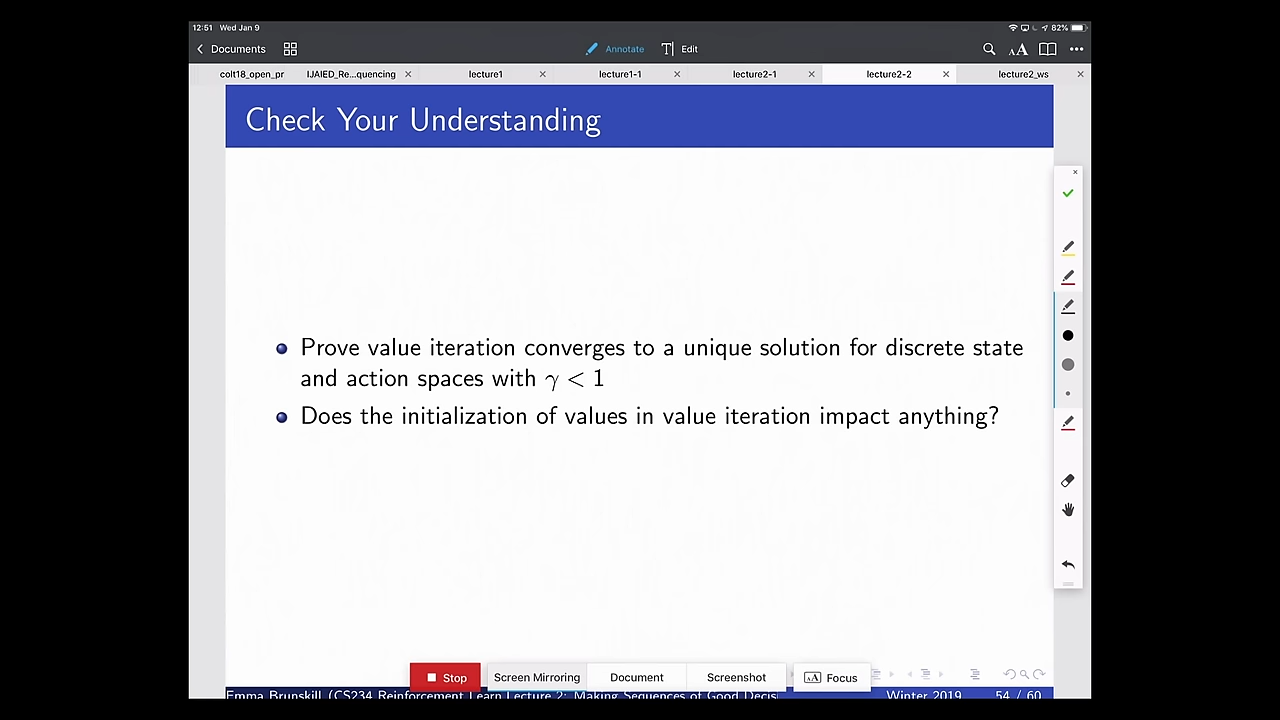 12:51 Wed Jan 9
82%
Documents
Annotate
T Edit
AA
colt18_open_pr
IJAIED_Re...quencing
lecture1
lecture1-1
lecture2-1
lecture2-2
lecture2_ws
Check Your Understanding
Prove value iteration converges to a unique solution for discrete state
and action spaces with γ < 1
Does the initialization of values in value iteration impact anything?
Stop
Screen Mirroring
Document
Screenshot
AA Focus
Emma Brunskill (CS234 Reinforcement Learn Lecture 2: Making Sequences of Good Decis
Winter 2019
54 / 60